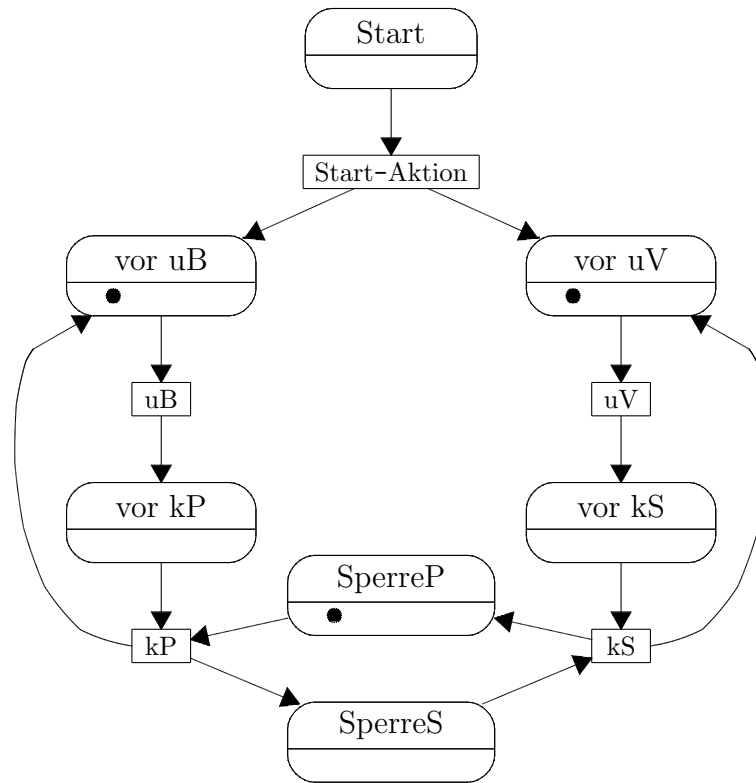 Start
Start-Aktion
vor uB
vor uV
uB
uV
vor kP
vor kS
SperreP
kP
kS
SperreS